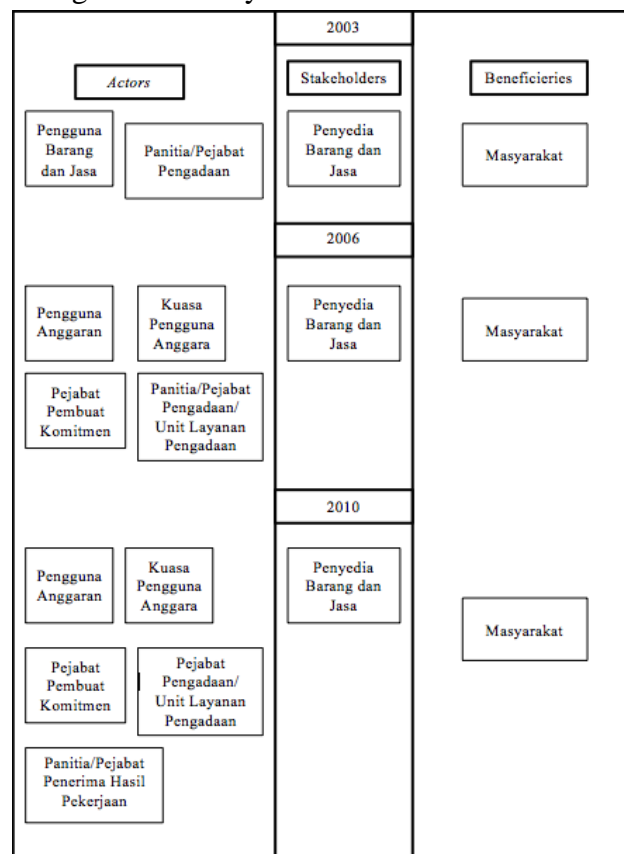 2003
Actors
Stakeholders
Beneficieries
Pengguna
Barang
dan Jasa
Panitia/Pejabat
Pengadaan
Penyedia
Barang dan
Jasa
Masyarakat
2006
Pengguna
Anggaran
Kuasa
Pengguna
Anggara
Penyedia
Barang dan
Jasa
Masyarakat
Pejabat
Pembuat
Komitmen
Panitia/Pejabat
Pengadaan/
Unit Layanan
Pengadaan
2010
Pengguna
Anggaran
Kuasa
Pengguna
Anggara
Penyedia
Barang dan
Jasa
Masyarakat
Pejabat
Pembuat
Komitmen
Pejabat
Pengadaan/
Unit Layanan
Pengadaan
Panitia/Pejabat
Penerima Hasil
Pekerjaan